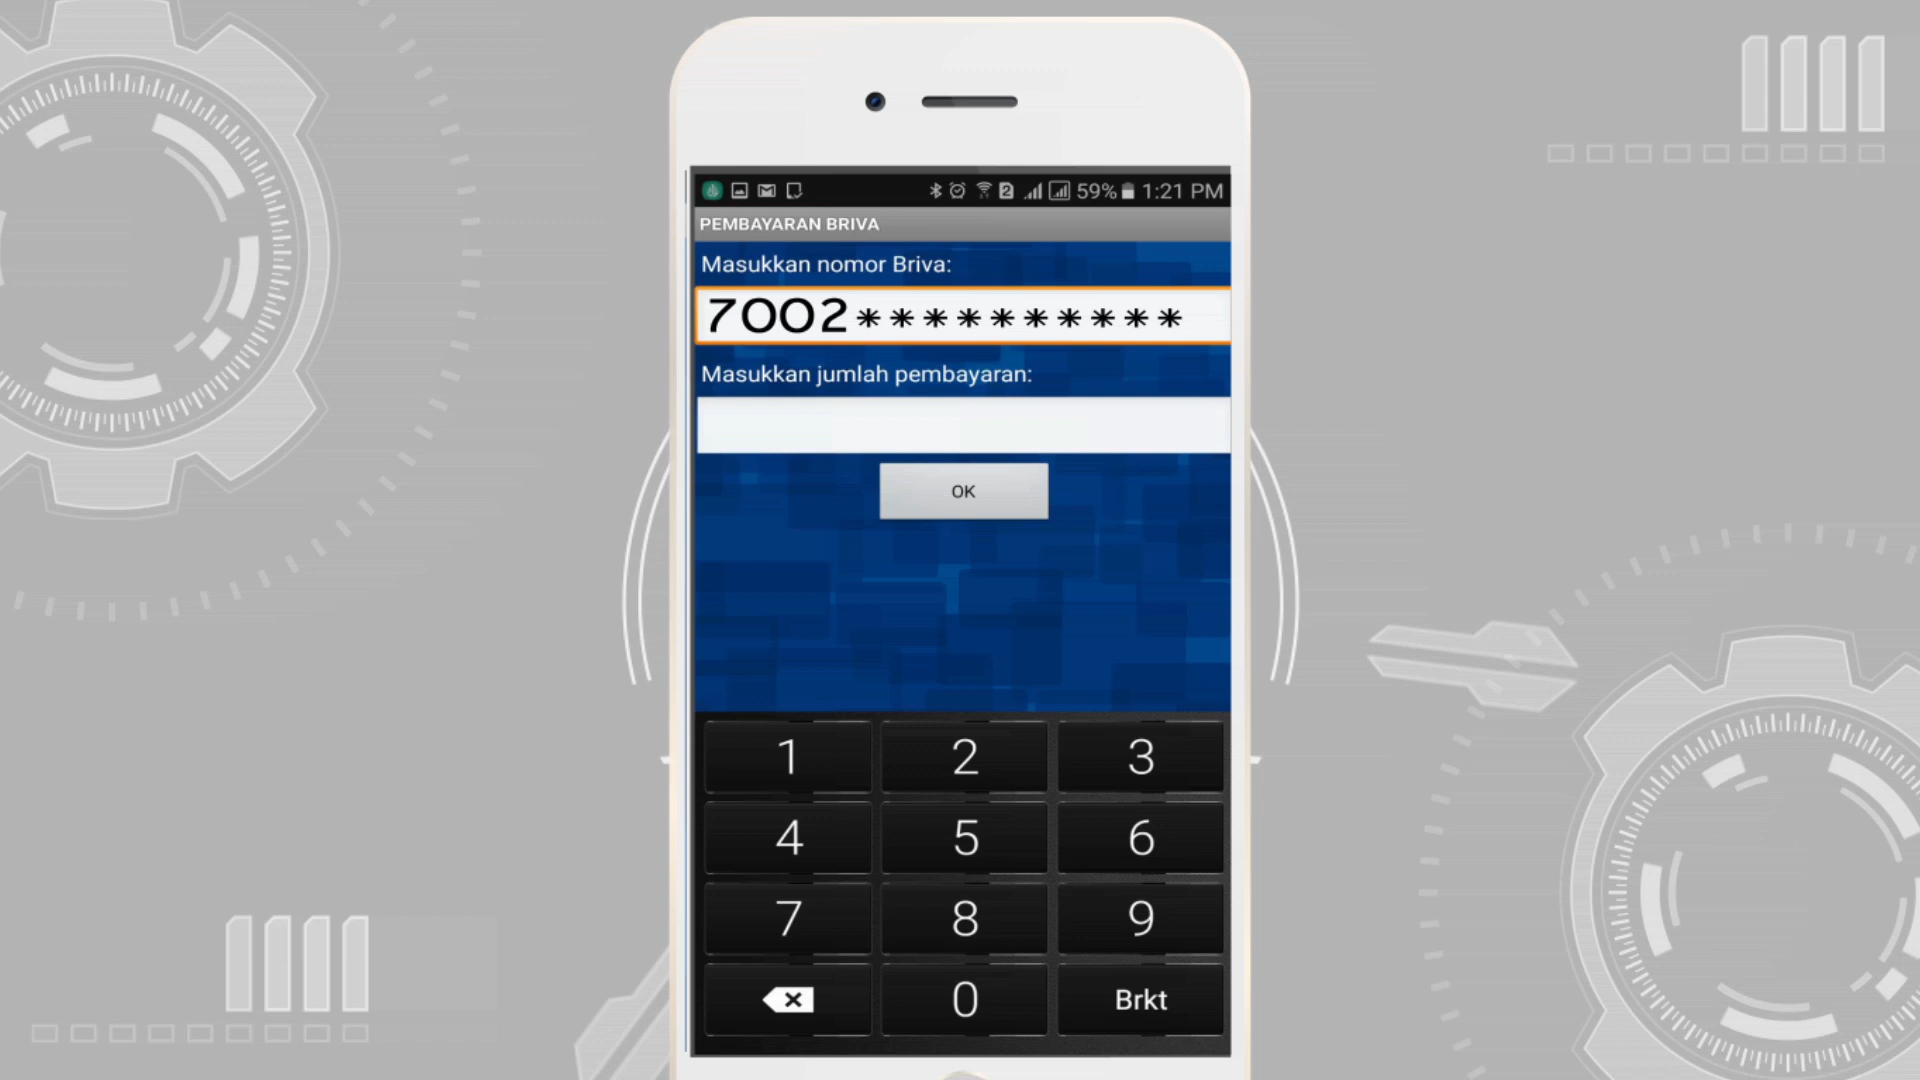 2 59% 1:21 PM
PEMBAYARAN BRIVA
Masukkan nomor Briva:
7002**********
Masukkan jumlah pembayaran:
OK
1 2 3
4 5 6
7 8 9
0 Brkt